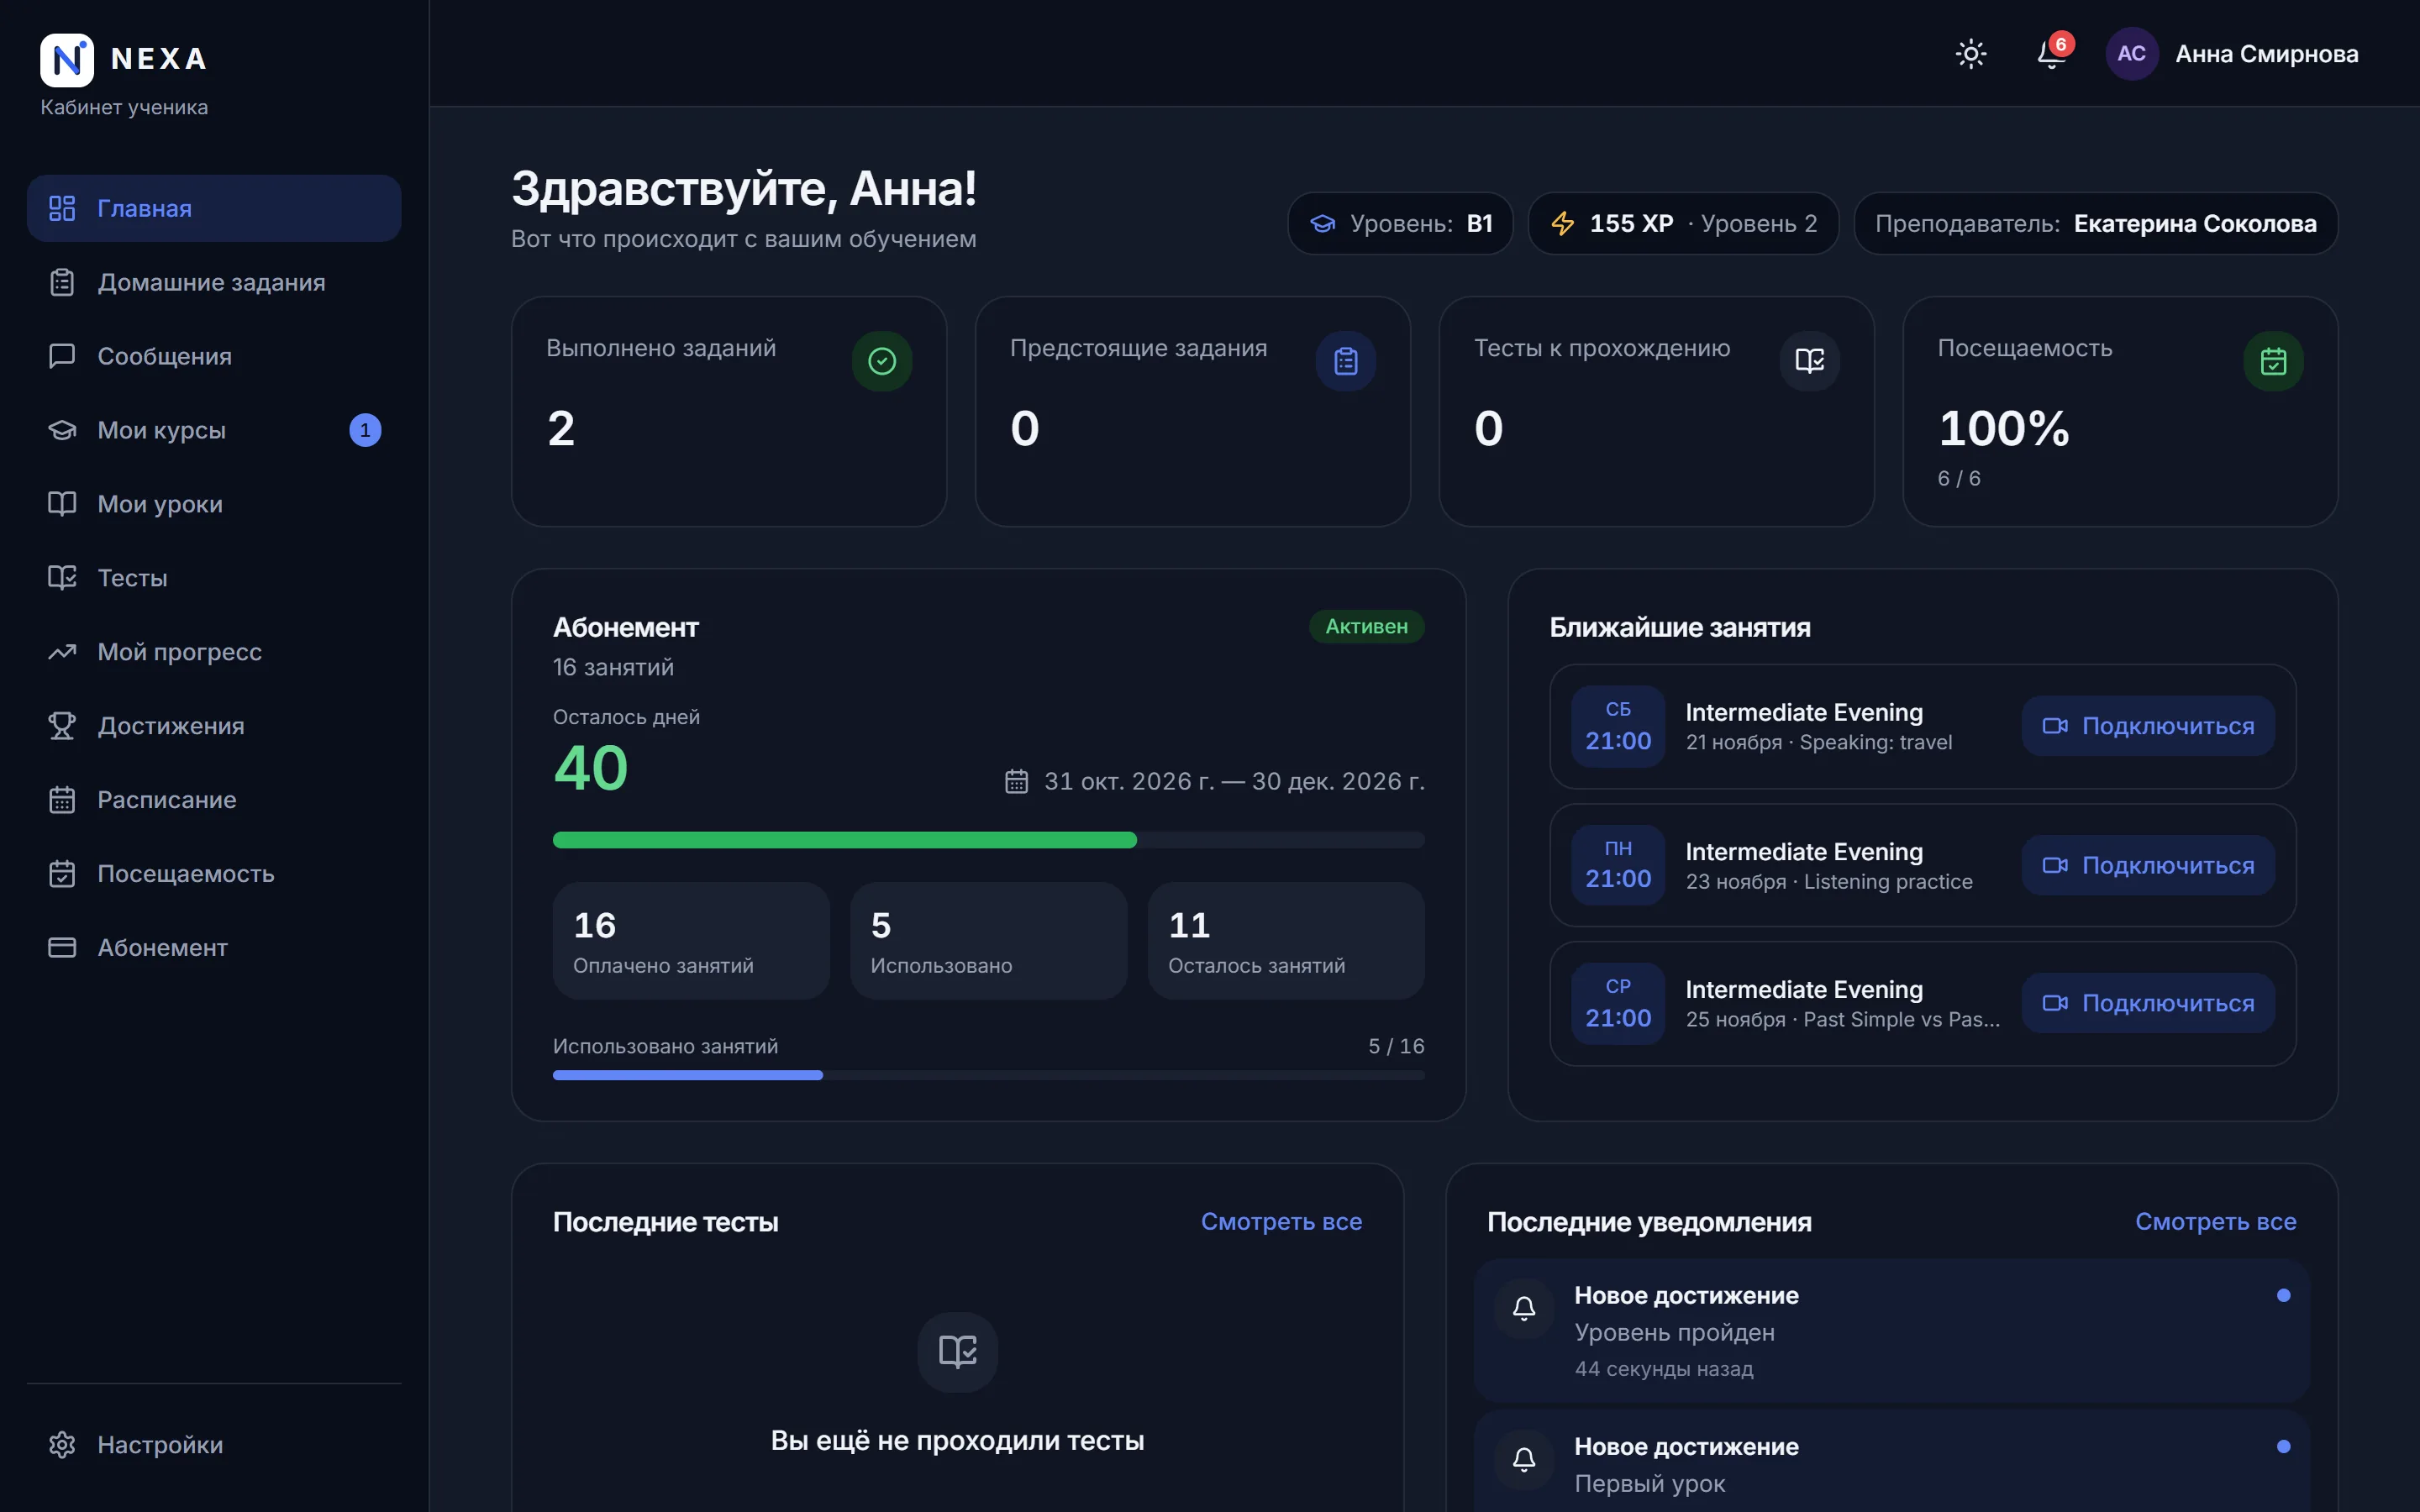 NEXA
Кабинет ученика
Главная
Домашние задания
Сообщения
Мои курсы
1
Мои уроки
Тесты
Мой прогресс
Достижения
Расписание
Посещаемость
Абонемент
Настройки
6
АС
Анна Смирнова
Здравствуйте, Анна!
Вот что происходит с вашим обучением
Уровень: B1
155 XP · Уровень 2
Преподаватель: Екатерина Соколова
Выполнено заданий
2
Предстоящие задания
0
Тесты к прохождению
0
Посещаемость
100%
6 / 6
Абонемент
Активен
16 занятий
Осталось дней
40
31 окт. 2026 г. — 30 дек. 2026 г.
16
Оплачено занятий
5
Использовано
11
Осталось занятий
Использовано занятий
5 / 16
Ближайшие занятия
СБ
21:00
Intermediate Evening
21 ноября · Speaking: travel
Подключиться
ПН
21:00
Intermediate Evening
23 ноября · Listening practice
Подключиться
СР
21:00
Intermediate Evening
25 ноября · Past Simple vs Pas...
Подключиться
Последние тесты
Смотреть все
Вы ещё не проходили тесты
Последние уведомления
Смотреть все
Новое достижение
Уровень пройден
44 секунды назад
Новое достижение
Первый урок